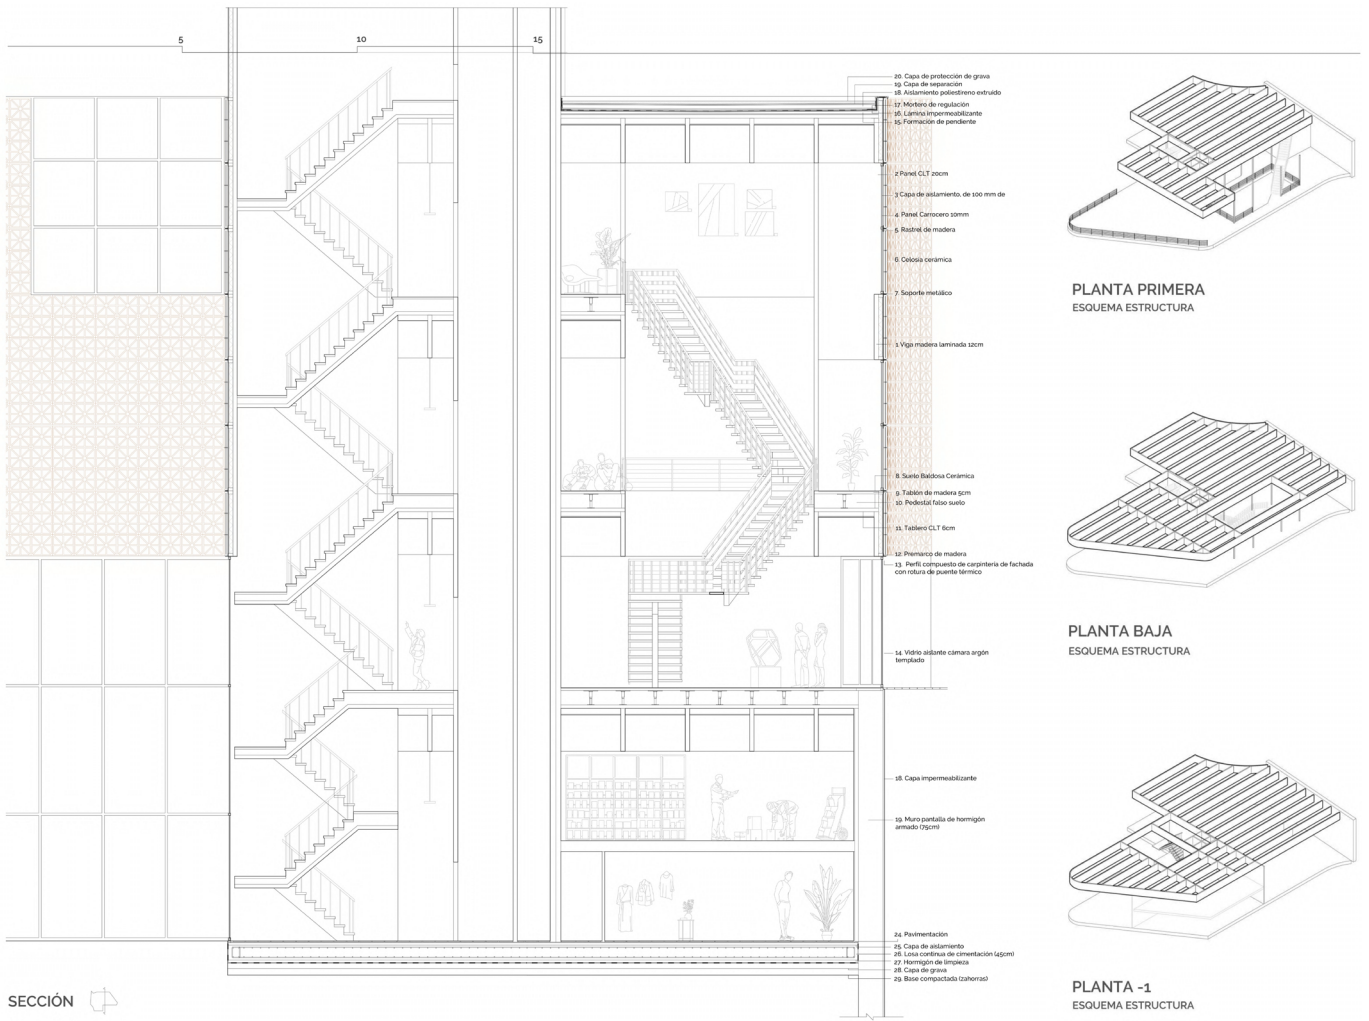 5
10
15
20. Capa de protección de grava
19. Capa de separación
18. Aislamiento poliestireno extruido
17. Mortero de regulación
16. Lámina impermeabilizante
15. Formación de pendiente
2 Panel CLT 20cm
3 Capa de aislamiento, de 100 mm de
4. Panel Carrocero 10mm
5. Rastrel de madera
6. Celosía cerámica
7. Soporte metálico
1 Viga madera laminada 12cm
8. Suelo Baldosa Cerámica
9. Tablón de madera 5cm
10. Pedestal falso suelo
11. Tablero CLT 6cm
12. Premarco de madera
13. Perfil compuesto de carpintería de fachada
con rotura de puente térmico
14. Vidrio aislante cámara argón
templado
18. Capa impermeabilizante
19. Muro pantalla de hormigón
armado (75cm)
24. Pavimentación
25. Capa de aislamiento
26. Losa continua de cimentación (45cm)
27. Hormigón de limpieza
28. Capa de grava
29. Base compactada (zahorras)
PLANTA PRIMERA
ESQUEMA ESTRUCTURA
PLANTA BAJA
ESQUEMA ESTRUCTURA
PLANTA -1
ESQUEMA ESTRUCTURA
SECCIÓN